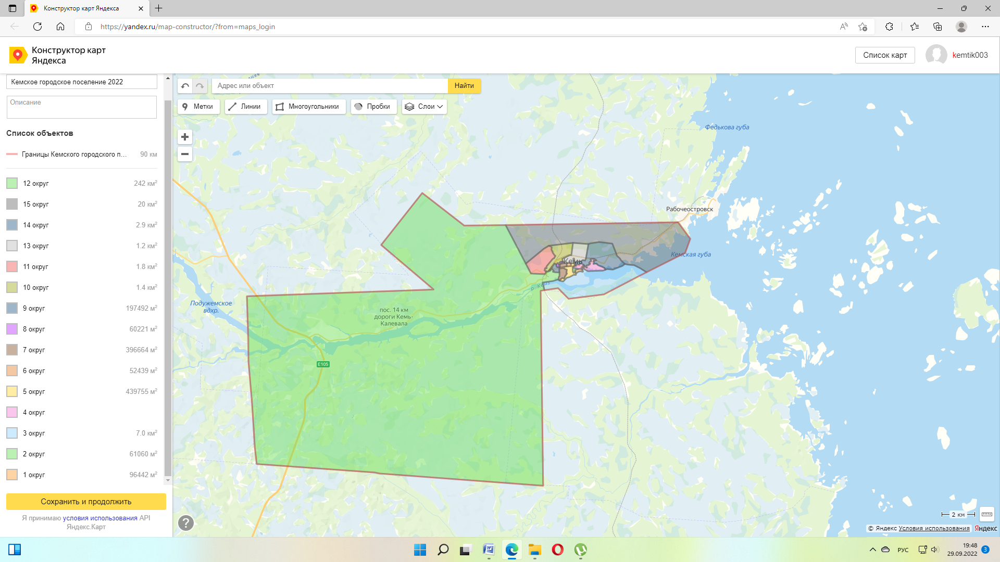 Конструктор карт Яндекса
https://yandex.ru/map-constructor/?from=maps_login
Конструктор карт
Яндекса
Список карт
kemtik003
Кемское городское поселение 2022
Описание
Список объектов
Границы Кемского городского п... 90 км
12 округ 242 км²
15 округ 20 км²
14 округ 2.9 км²
13 округ 1.2 км²
11 округ 1.8 км²
10 округ 1.4 км²
9 округ 197492 м²
8 округ 60221 м²
7 округ 396664 м²
6 округ 52439 м²
5 округ 439755 м²
4 округ
3 округ 7.0 км²
2 округ 61060 м²
1 округ 96442 м²
Сохранить и продолжить
Я принимаю условия использования API
Яндекс.Карт
Адрес или объект
Найти
Метки
Линии
Многоугольники
Пробки
Слои
Федькова губа
Рабочеостровск
Кемская губа
Кемь
р. Кемь
Подужемское
вдхр.
пос. 14 км
дороги Кемь-
Калевала
E105
?
2 км
© Яндекс Условия использования Яндекс
РУС
19:48
29.09.2022
3